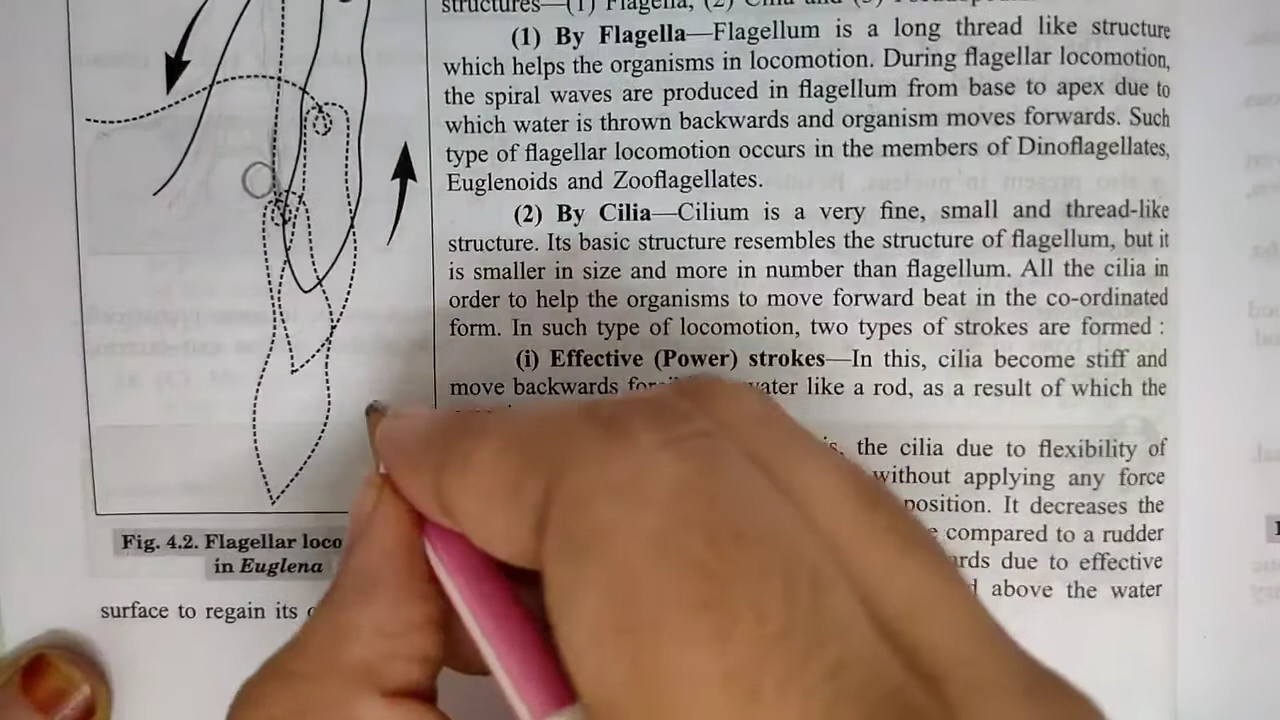 structures—(1) Flagella, (2) Cilia and (3)
(1) By Flagella—Flagellum is a long thread like structure
which helps the organisms in locomotion. During flagellar locomotion,
the spiral waves are produced in flagellum from base to apex due to
which water is thrown backwards and organism moves forwards. Such
type of flagellar locomotion occurs in the members of Dinoflagellates,
Euglenoids and Zooflagellates.
(2) By Cilia—Cilium is a very fine, small and thread-like
structure. Its basic structure resembles the structure of flagellum, but it
is smaller in size and more in number than flagellum. All the cilia in
order to help the organisms to move forward beat in the co-ordinated
form. In such type of locomotion, two types of strokes are formed :
(i) Effective (Power) strokes—In this, cilia become stiff and
move backwards water like a rod, as a result of which the
the cilia due to flexibility of
without applying any force
position. It decreases the
compared to a rudder
due to effective
above the water
Fig. 4.2. Flagellar loco
in Euglena
surface to regain its